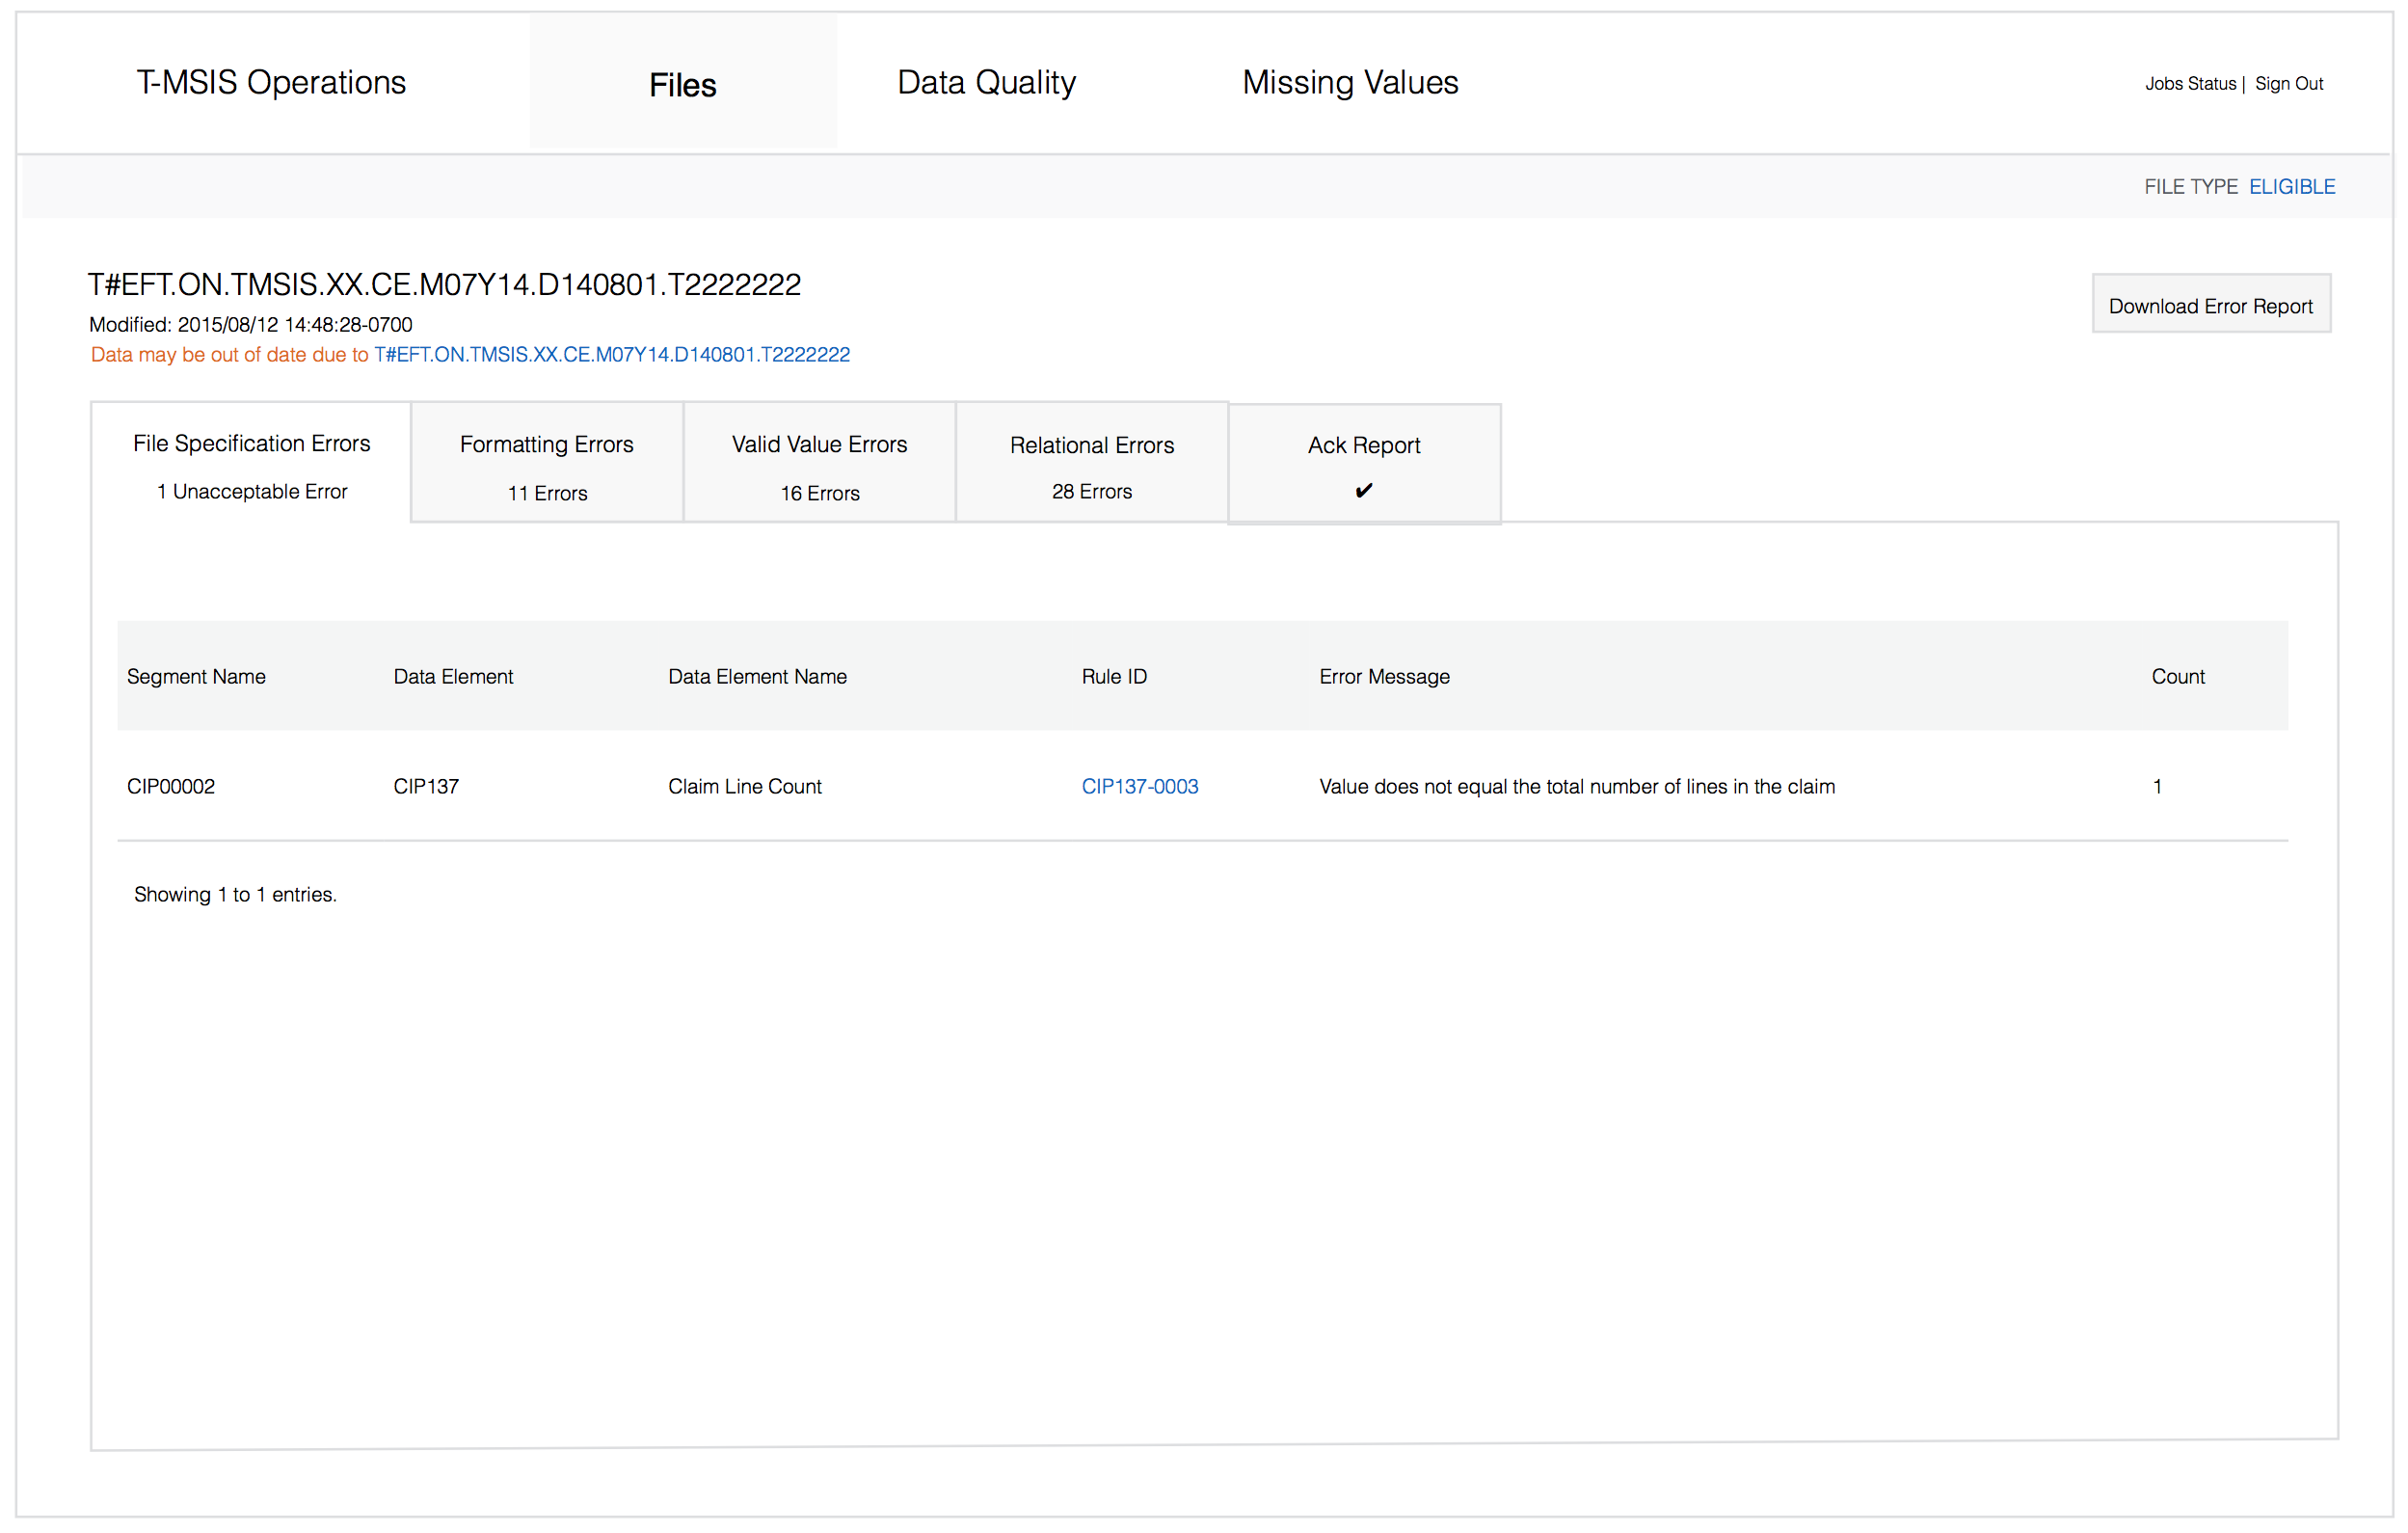 T-MSIS Operations Files Data Quality Missing Values Jobs Status | Sign Out
FILE TYPE ELIGIBLE
T#EFT.ON.TMSIS.XX.CE.M07Y14.D140801.T2222222
Download Error Report
Modified: 2015/08/12 14:48:28-0700
Data may be out of date due to T#EFT.ON.TMSIS.XX.CE.M07Y14.D140801.T2222222
File Specification Errors Formatting Errors Valid Value Errors Relational Errors Ack Report
1 Unacceptable Error 11 Errors 16 Errors 28 Errors ✔
Segment Name Data Element Data Element Name Rule ID Error Message Count
CIP00002 CIP137 Claim Line Count CIP137-0003 Value does not equal the total number of lines in the claim 1
Showing 1 to 1 entries.